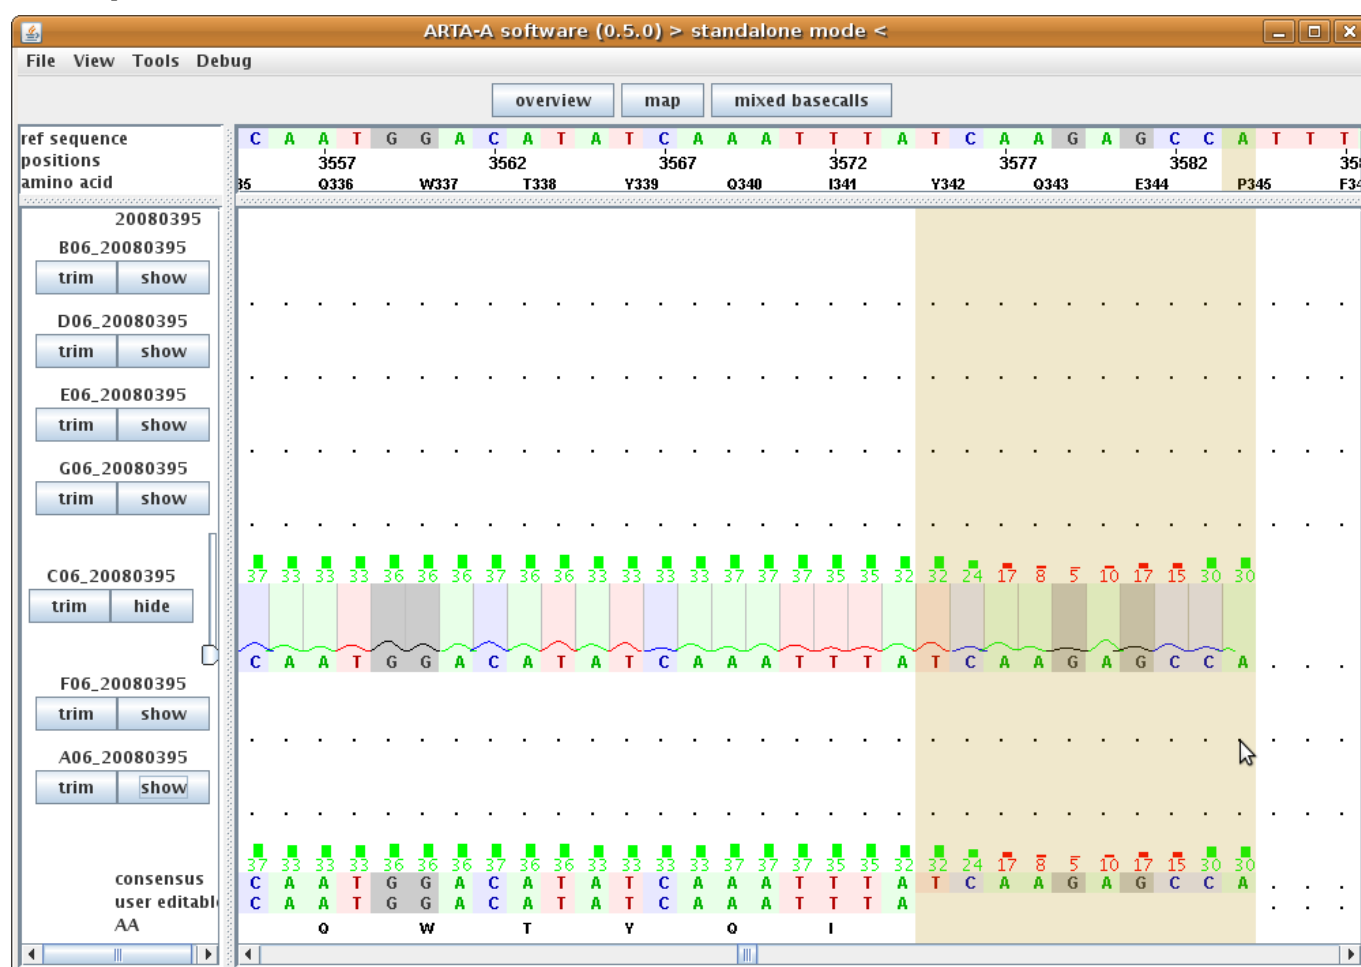 ARTA-A software (0.5.0) > standalone mode <
File View Tools Debug
overview map mixed basecalls
ref sequence C A A T G G A C A T A T C A A A T T T A T C A A G A G C C A T T T
positions 3557 3562 3567 3572 3577 3582 358
amino acid 35 Q336 W337 T338 Y339 Q340 I341 Y342 Q343 E344 P345 F34
20080395
B06_20080395
trim show
D06_20080395
trim show
E06_20080395
trim show
G06_20080395
trim show
37 33 33 33 36 36 36 37 36 36 33 33 33 33 37 37 37 35 35 32 32 24 17 8 5 10 17 15 30 30
C06_20080395
trim hide
C A A T G G A C A T A T C A A A T T T A T C A A G A G C C A
F06_20080395
trim show
A06_20080395
trim show
37 33 33 33 36 36 36 37 36 36 33 33 33 33 37 37 37 35 35 32 32 24 17 8 5 10 17 15 30 30
consensus C A A T G G A C A T A T C A A A T T T A T C A A G A G C C A
user editabl C A A T G G A C A T A T C A A A T T T A
AA Q W T Y Q I